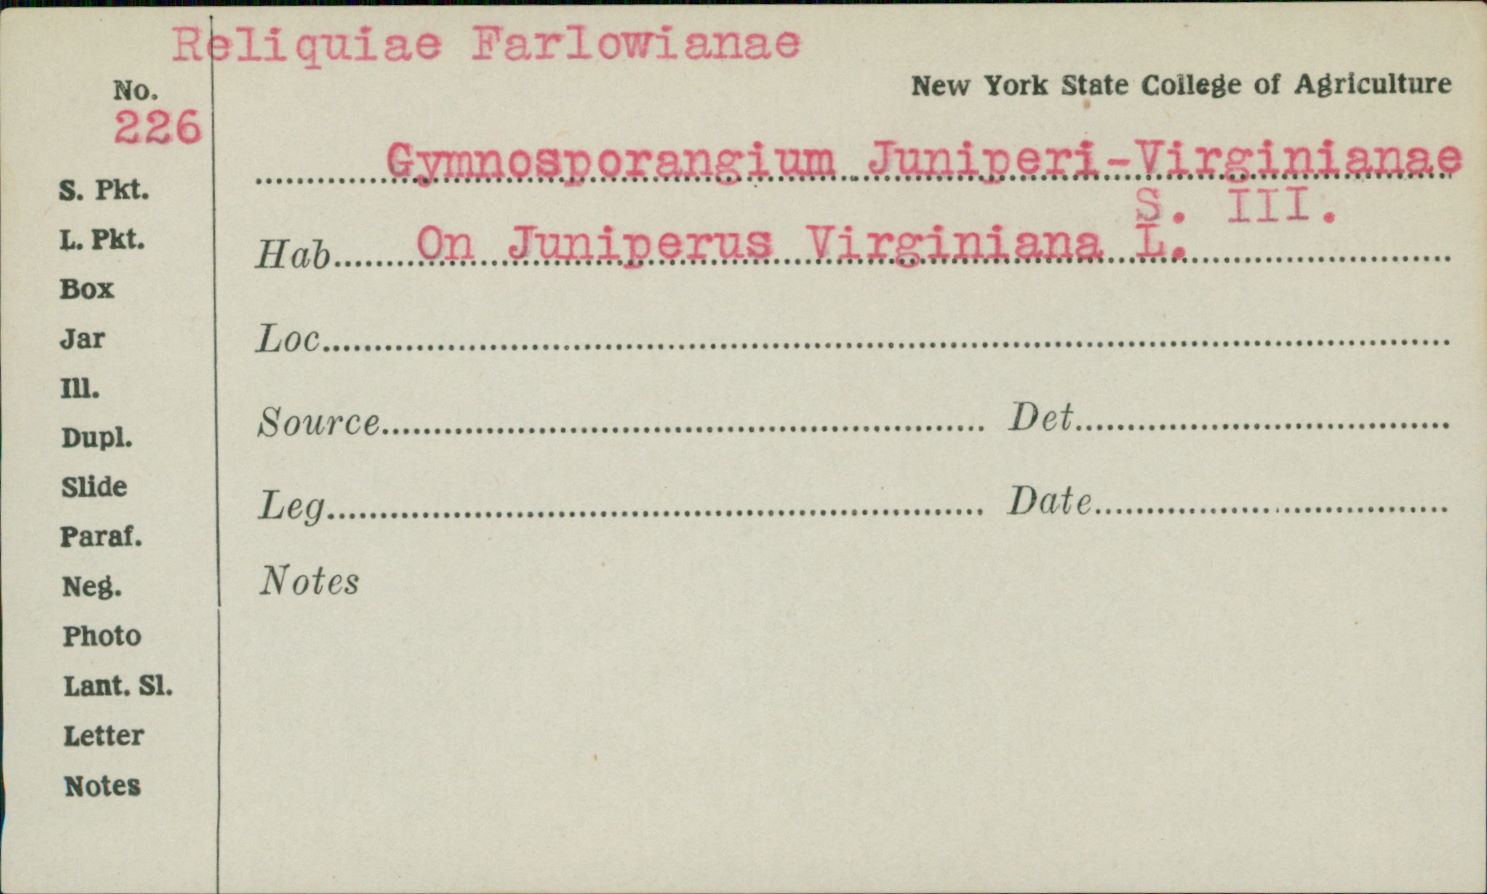 Reliquiae Farlowianae
No.
226
New York State College of Agriculture
Gymnosporangium Juniperi-Virginianae
S. III.
Hab. On Juniperus Virginiana L.
Loc.
Source
Det.
Leg.
Date
Notes
S. Pkt.
L. Pkt.
Box
Jar
Ill.
Dupl.
Slide
Paraf.
Neg.
Photo
Lant. Sl.
Letter
Notes